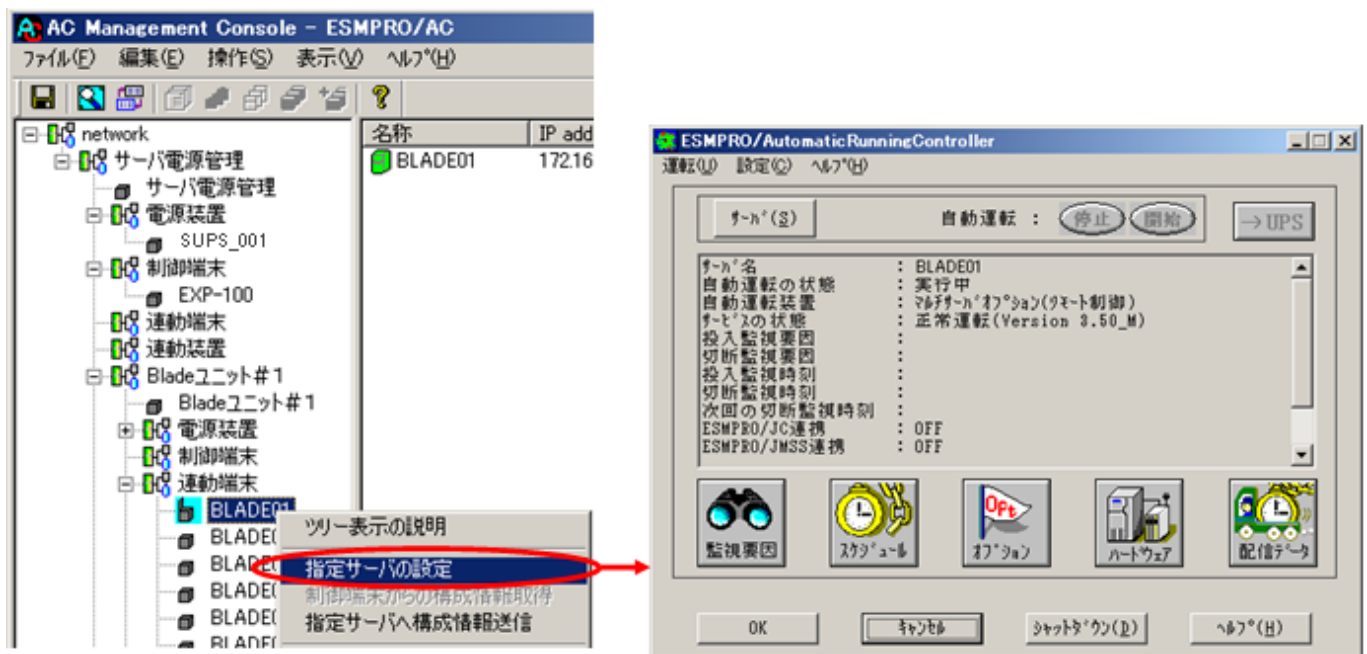 AC Management Console - ESMPRO/AC
ファイル(F) 編集(E) 操作(S) 表示(V) ヘルプ(H)
network
サーバ電源管理
サーバ電源管理
電源装置
SUPS_001
制御端末
EXP-100
連動端末
連動装置
Bladeユニット#1
Bladeユニット#1
電源装置
制御端末
連動端末
BLADE01
BLADE
BLADE
BLADE
BLADE
名称 IP add
BLADE01 172.16
ツリー表示の説明
指定サーバの設定
制御端末からの構成情報取得
指定サーバへ構成情報送信
ESMPRO/AutomaticRunningController
運転(U) 設定(C) ヘルプ(H)
サーバ(S) 自動運転 : 停止 開始 →UPS
サーバ名 : BLADE01
自動運転の状態 : 実行中
自動運転装置 : マルチサーバオプション(リモート制御)
サービスの状態 : 正常運転(Version 3.50_M)
投入監視要因 :
切断監視要因 :
投入監視時刻 :
切断監視時刻 :
次回の切断監視時刻 :
ESMPRO/JC連携 : OFF
ESMPRO/JMSS連携 : OFF
監視要因 スケジュール Opt オプション ハードウェア 配信データ
OK キャンセル シャットダウン(D) ヘルプ(H)